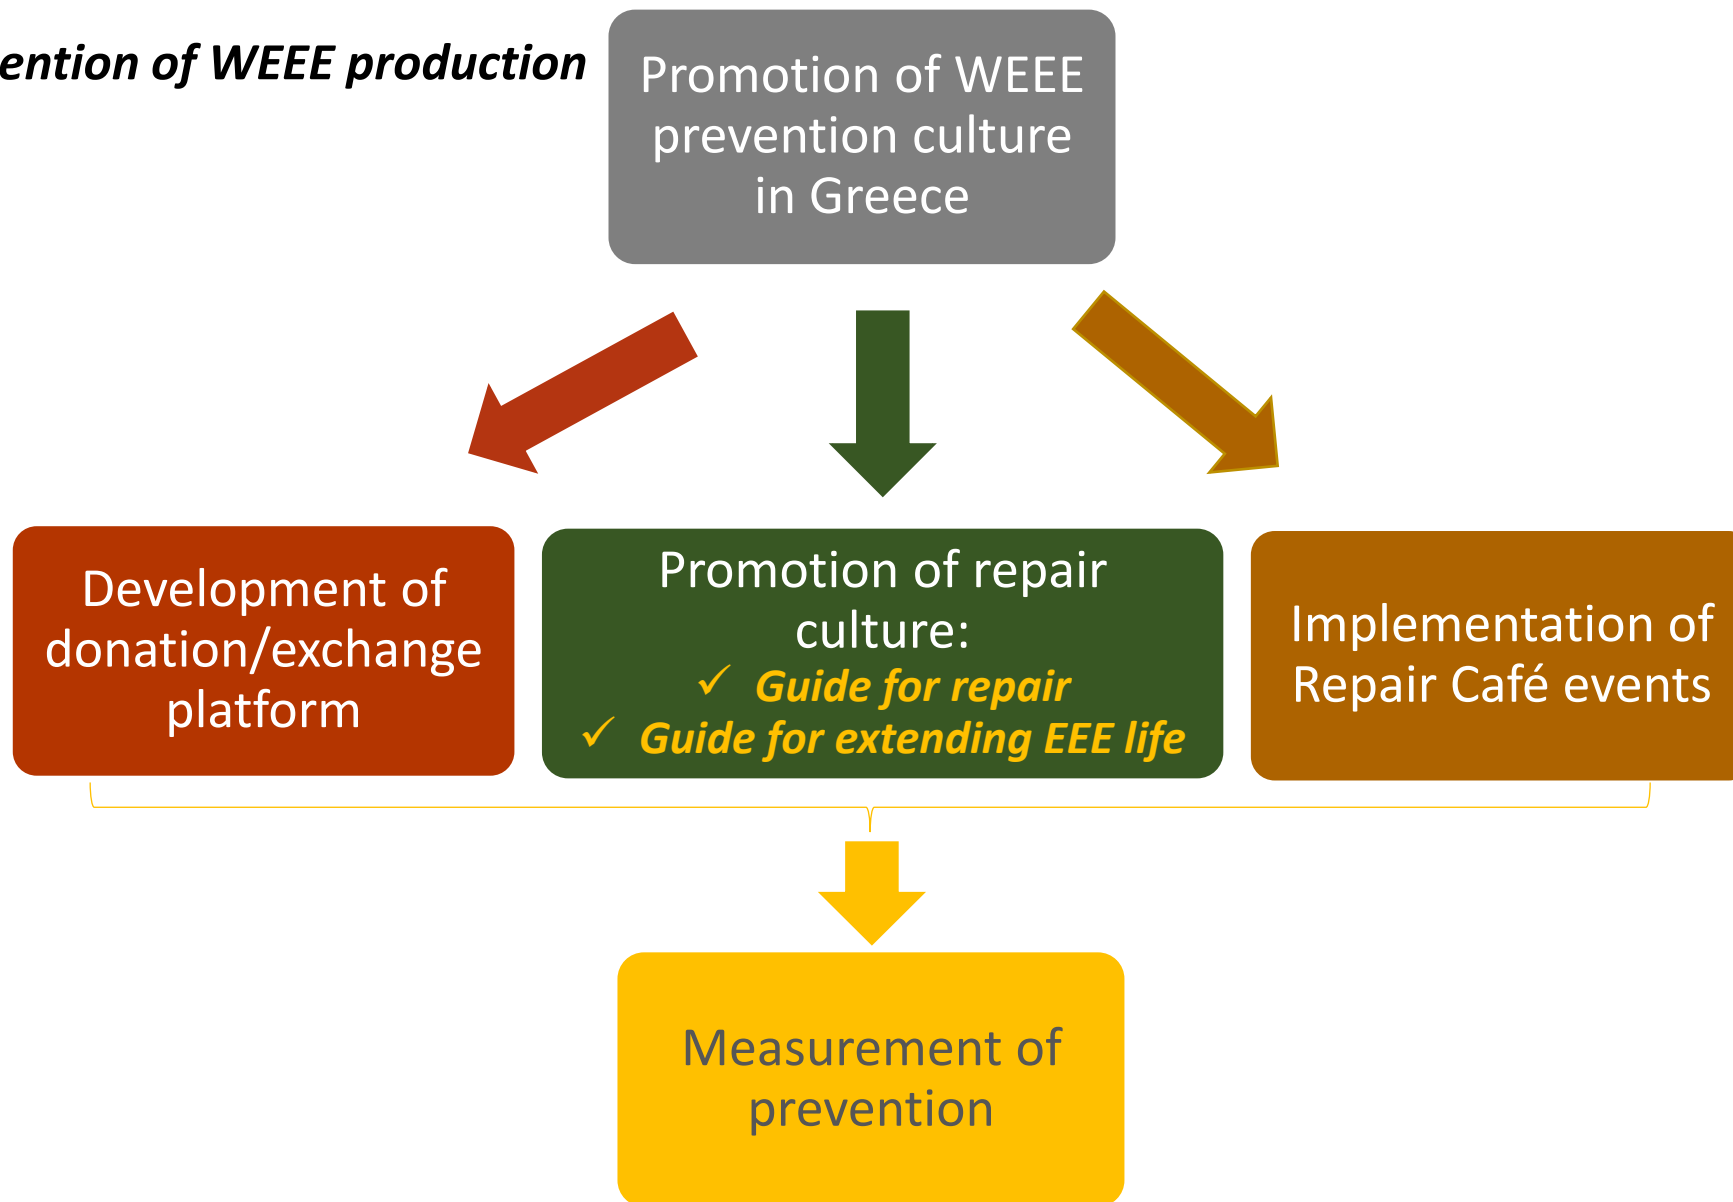 ention of WEEE production
Promotion of WEEE
prevention culture
in Greece
Development of
donation/exchange
platform
Promotion of repair
culture:
✓ Guide for repair
✓ Guide for extending EEE life
Implementation of
Repair Café events
Measurement of
prevention